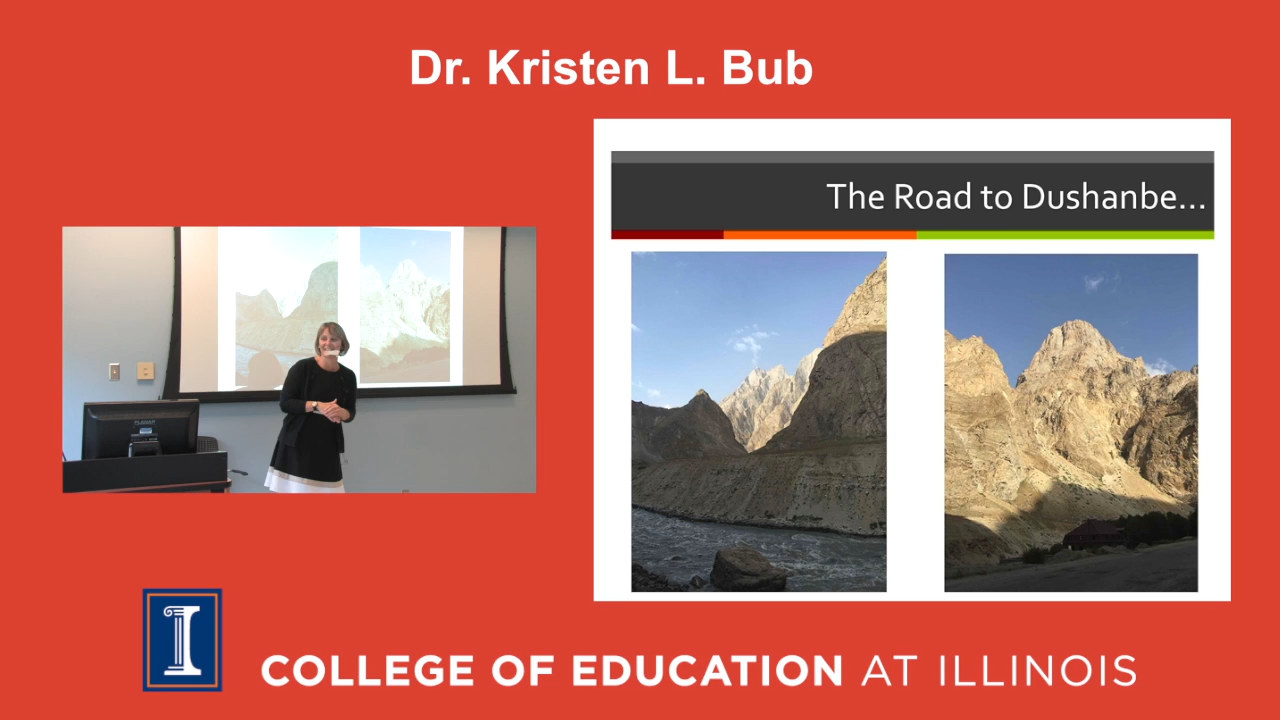 Dr. Kristen L. Bub
The Road to Dushanbe...
COLLEGE OF EDUCATION AT ILLINOIS